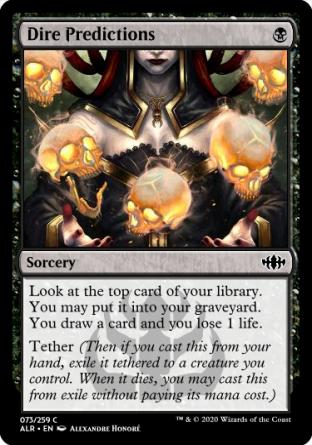 Dire Predictions
Sorcery
Look at the top card of your library.
You may put it into your graveyard.
You draw a card and you lose 1 life.
Tether (Then if you cast this from your
hand, exile it tethered to a creature you
control. When it dies, you may cast this
from exile without paying its mana cost.)
073/259 C
ALR • EN Alexandre Honoré
™ & © 2020 Wizards of the Coast